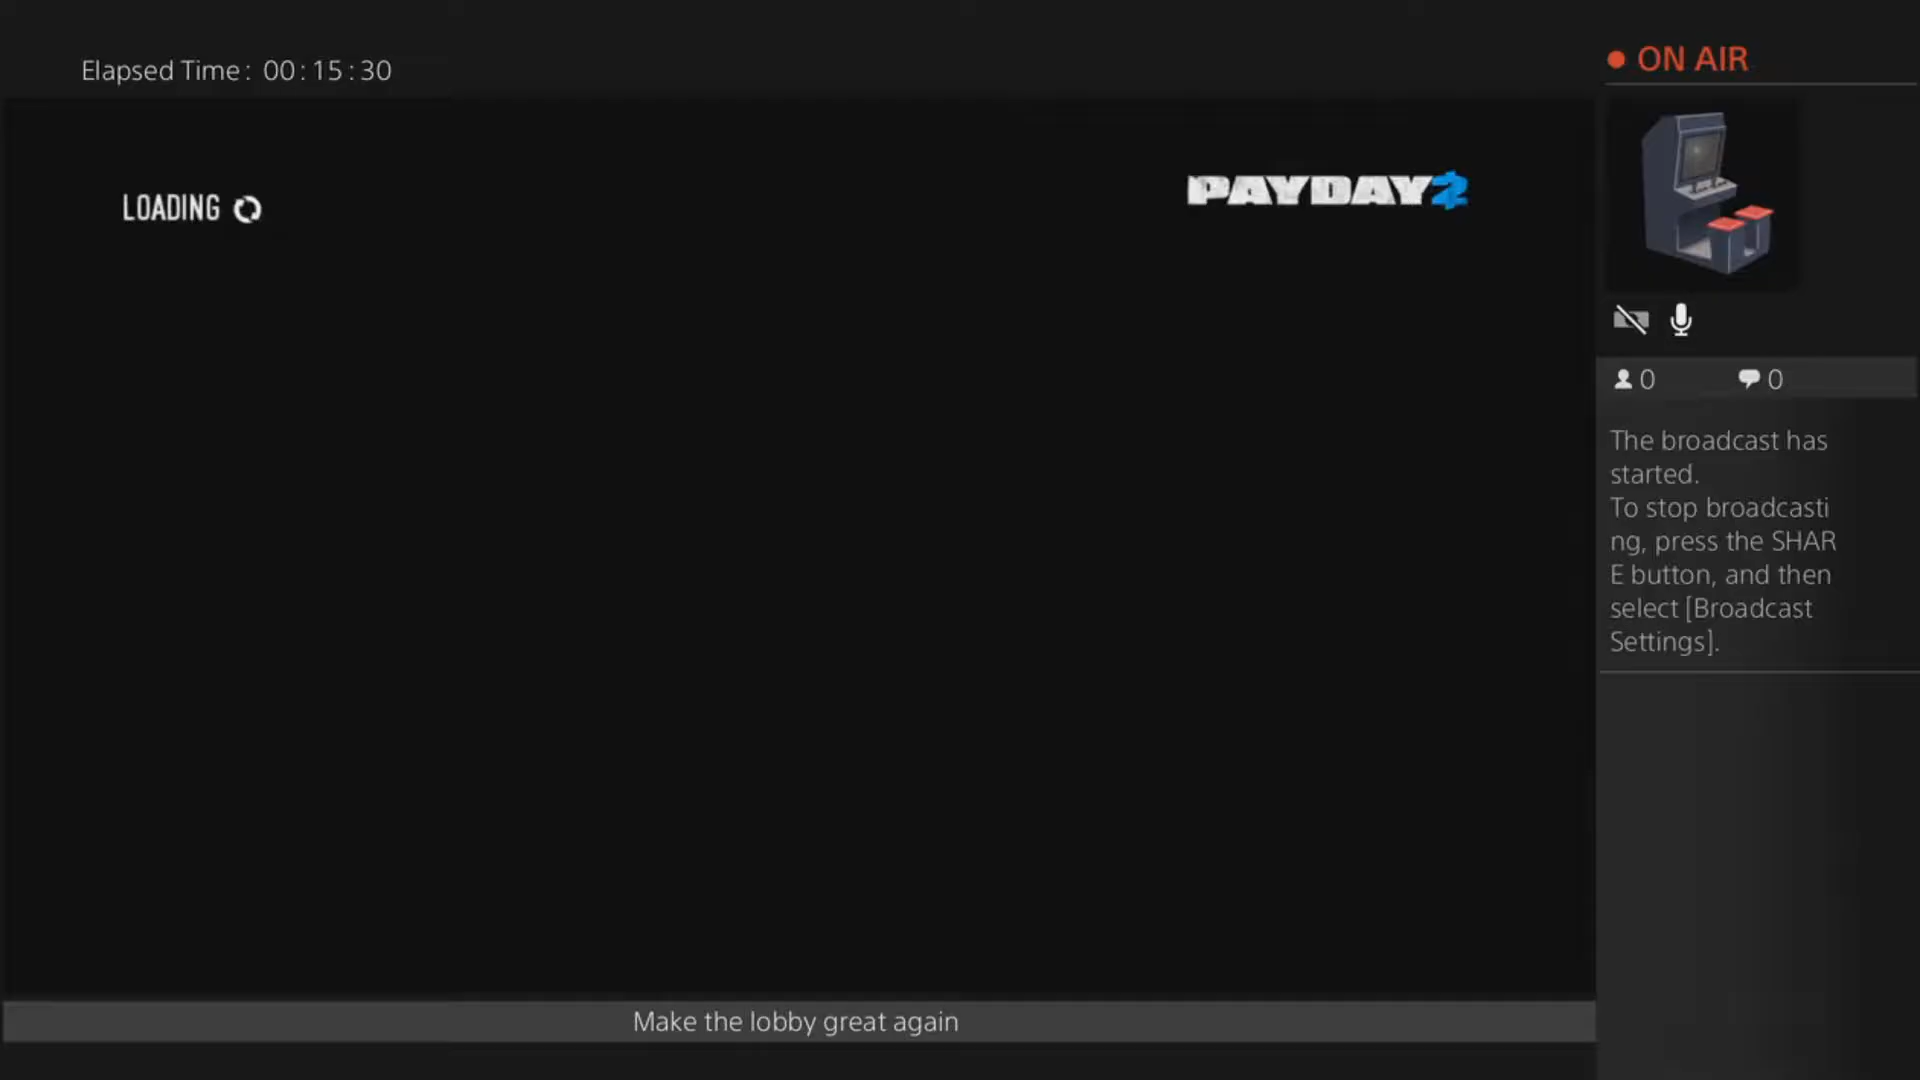 Elapsed Time: 00:15:30
ON AIR
LOADING
PAYDAY2
0
0
The broadcast has
started.
To stop broadcasti
ng, press the SHAR
E button, and then
select [Broadcast
Settings].
Make the lobby great again